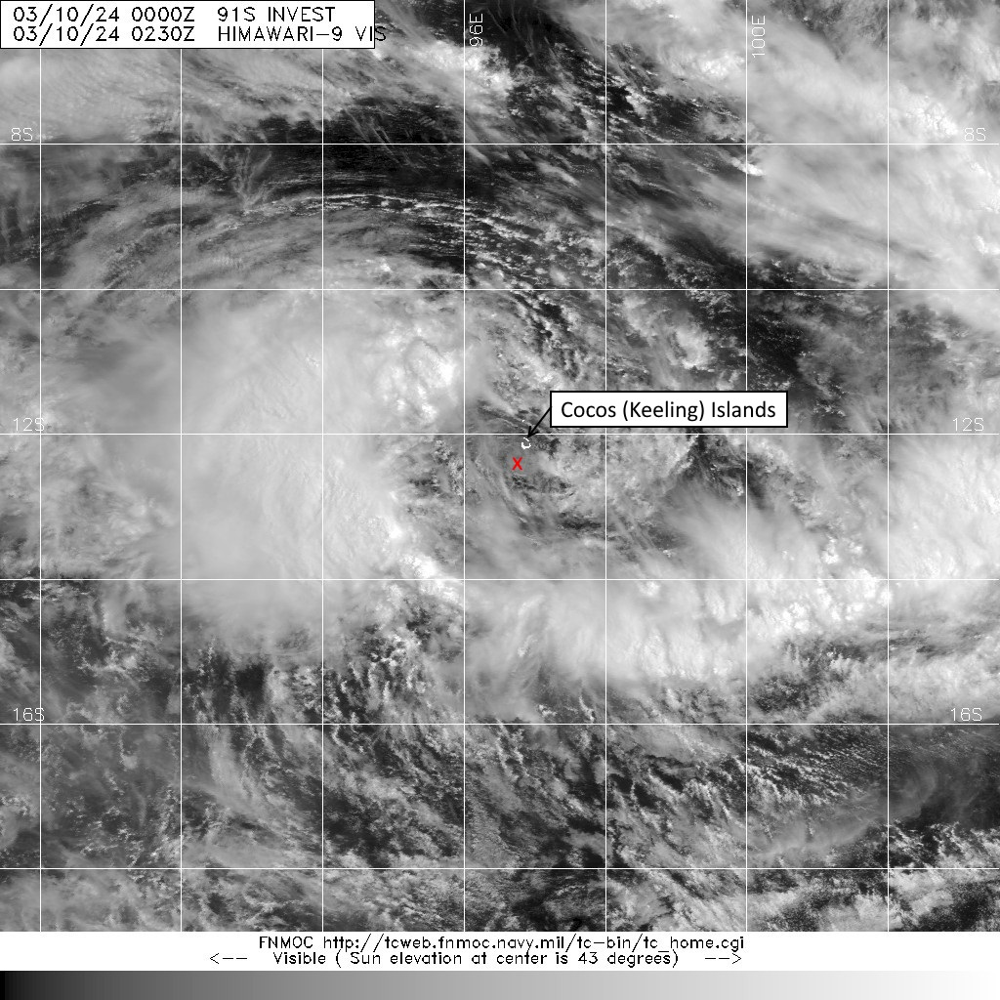 03/10/24 0000Z 91S INVEST
03/10/24 0230Z HIMAWARI-9 VIS
96E
100E
8S
8S
Cocos (Keeling) Islands
12S
12S
X
16S
16S
FNMOC http://tcweb.fnmoc.navy.mil/tc-bin/tc_home.cgi
<-- Visible ( Sun elevation at center is 43 degrees) -->